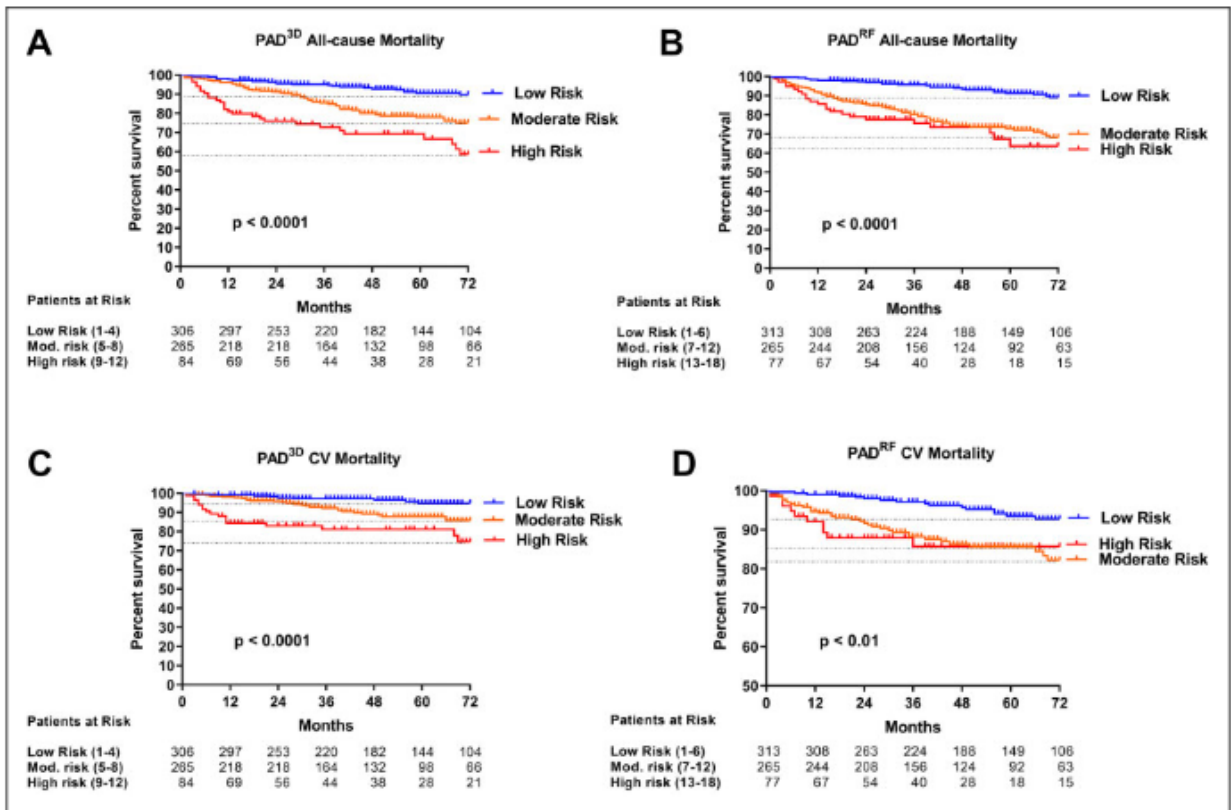 A
PAD3D All-cause Mortality
Percent survival
100
90
80
70
60
50
40
30
20
10
0
Low Risk
Moderate Risk
High Risk
p < 0.0001
0 12 24 36 48 60 72
Months
Patients at Risk
Low Risk (1-4) 306 297 253 220 182 144 104
Mod. risk (5-8) 265 218 218 164 132 98 66
High risk (9-12) 84 69 56 44 38 28 21
B
PADRF All-cause Mortality
Percent survival
100
90
80
70
60
50
40
30
20
10
0
Low Risk
Moderate Risk
High Risk
p < 0.0001
0 12 24 36 48 60 72
Months
Patients at Risk
Low Risk (1-6) 313 308 263 224 188 149 106
Mod. risk (7-12) 265 244 208 156 124 92 63
High risk (13-18) 77 67 54 40 28 18 15
C
PAD3D CV Mortality
Percent survival
100
90
80
70
60
50
40
30
20
10
0
Low Risk
Moderate Risk
High Risk
p < 0.0001
0 12 24 36 48 60 72
Months
Patients at Risk
Low Risk (1-4) 306 297 253 220 182 144 104
Mod. risk (5-8) 265 218 218 164 132 98 66
High risk (9-12) 84 69 56 44 38 28 21
D
PADRF CV Mortality
Percent survival
100
90
80
70
60
50
Low Risk
High Risk
Moderate Risk
p < 0.01
0 12 24 36 48 60 72
Months
Patients at Risk
Low Risk (1-6) 313 308 263 224 188 149 106
Mod. risk (7-12) 265 244 208 156 124 92 63
High risk (13-18) 77 67 54 40 28 18 15